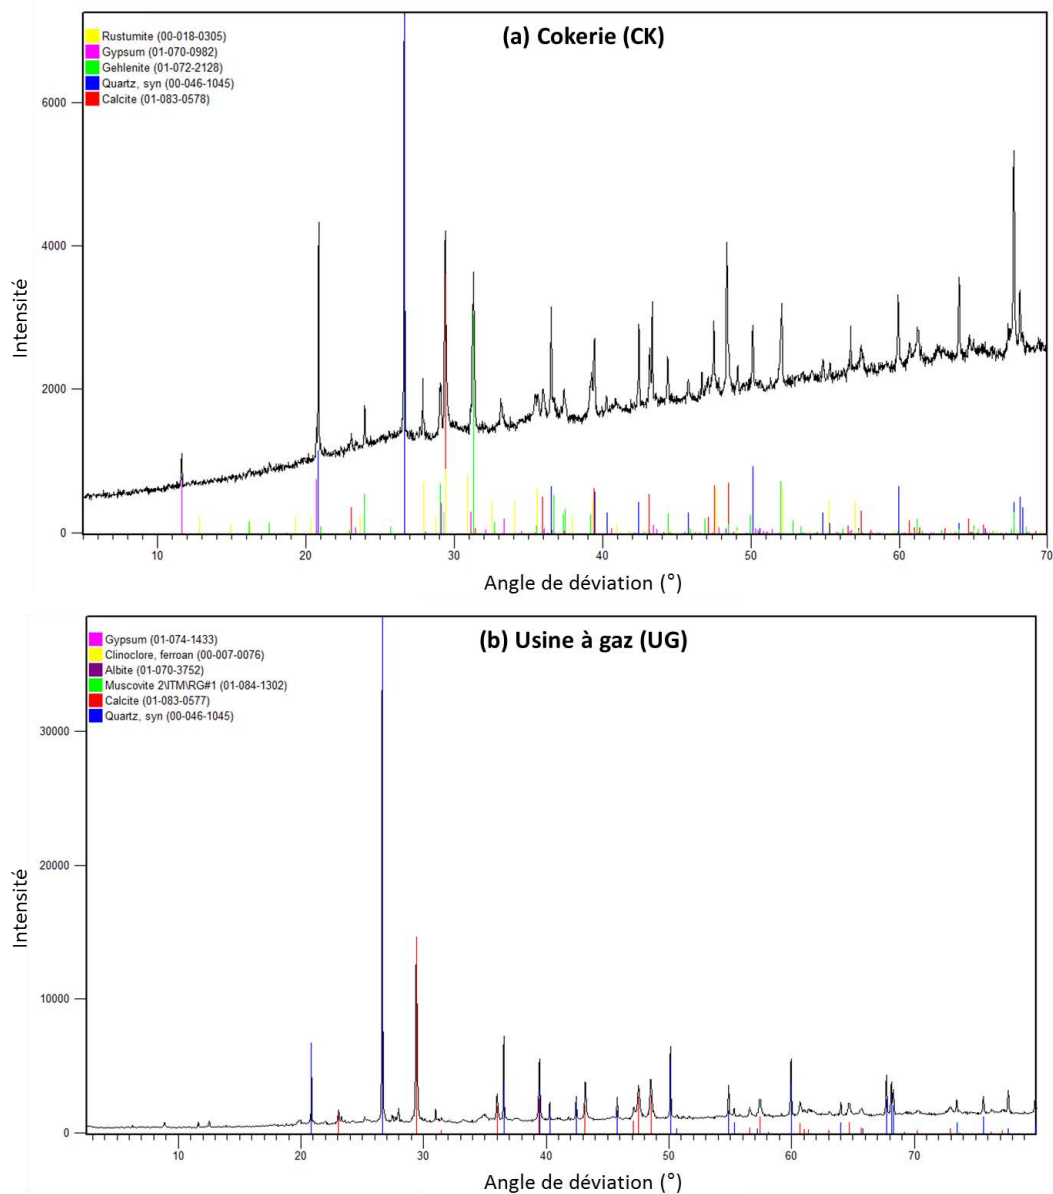 (a) Cokerie (CK)
Rustumite (00-018-0305)
Gypsum (01-070-0982)
Gehlenite (01-072-2128)
Quartz, syn (00-046-1045)
Calcite (01-083-0578)
6000
4000
2000
0
Intensité
10
20
30
40
50
60
70
Angle de déviation (°)
(b) Usine à gaz (UG)
Gypsum (01-074-1433)
Clinoclore, ferroan (00-007-0076)
Albite (01-070-3752)
Muscovite 2\ITM\RG#1 (01-084-1302)
Calcite (01-083-0577)
Quartz, syn (00-046-1045)
30000
20000
10000
0
Intensité
10
20
30
40
50
60
70
Angle de déviation (°)